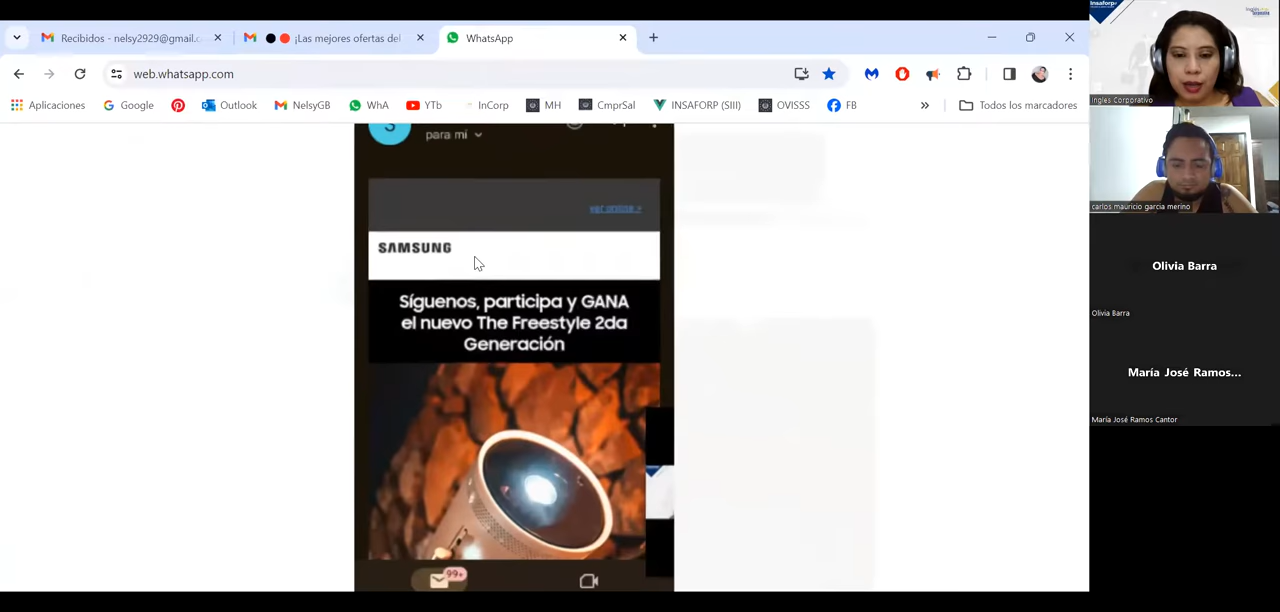 Recibidos - nelsy2929@gmail.c
¡Las mejores ofertas del
WhatsApp
web.whatsapp.com
Aplicaciones
Google
Outlook
NelsyGB
WhA
YTB
InCorp
MH
CmprSal
INSAFORP (SIII)
OVISSS
FB
»
Todos los marcadores
S
para mí
ver online >
SAMSUNG
Síguenos, participa y GANA
el nuevo The Freestyle 2da
Generación
99+
Insaforp
Ingles Corporativo
carlos mauricio garcia merino
Olivia Barra
Olivia Barra
María José Ramos...
María José Ramos Cantor